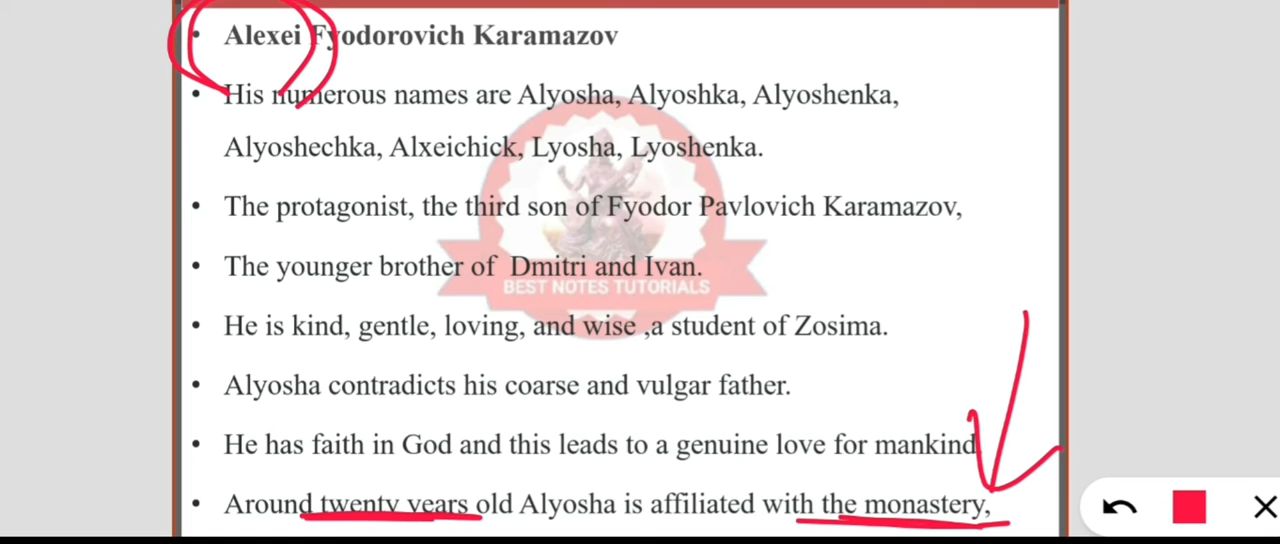 • Alexei Fyodorovich Karamazov
• His numerous names are Alyosha, Alyoshka, Alyoshenka,
Alyoshechka, Alxeichick, Lyosha, Lyoshenka.
• The protagonist, the third son of Fyodor Pavlovich Karamazov,
• The younger brother of Dmitri and Ivan.
BEST NOTES TUTORIALS
• He is kind, gentle, loving, and wise ,a student of Zosima.
• Alyosha contradicts his coarse and vulgar father.
• He has faith in God and this leads to a genuine love for mankind
• Around twenty years old Alyosha is affiliated with the monastery,